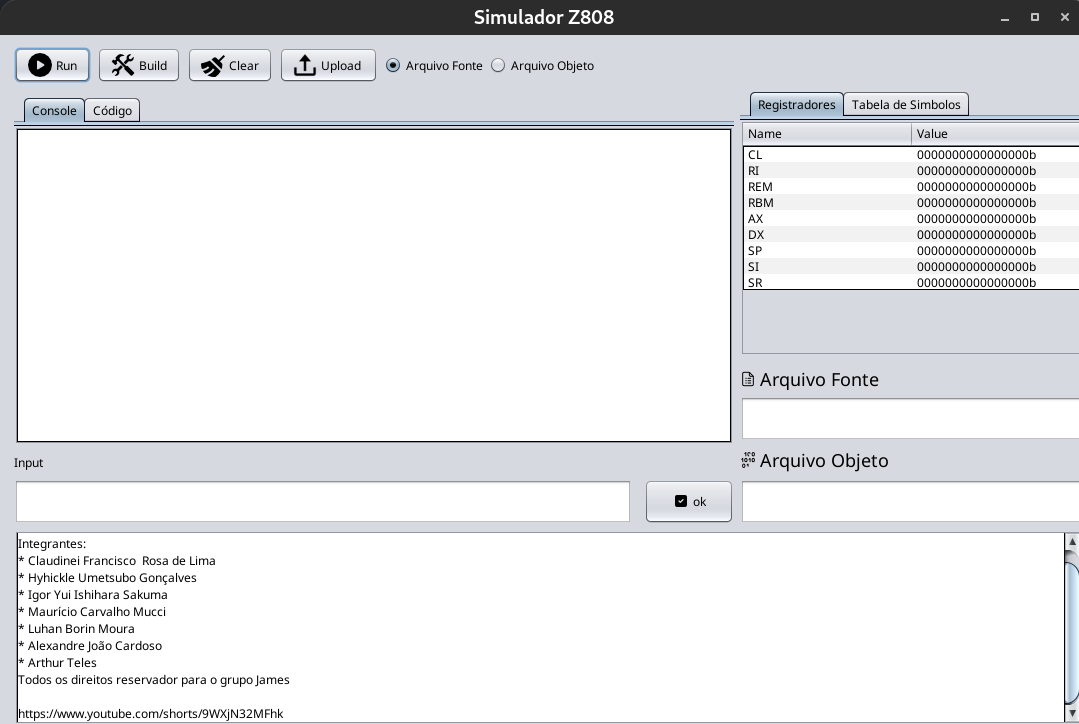 Simulador Z808
Run Build Clear Upload Arquivo Fonte Arquivo Objeto
Console Código
Registradores Tabela de Simbolos
Name Value
CL 0000000000000000b
RI 0000000000000000b
REM 0000000000000000b
RBM 0000000000000000b
AX 0000000000000000b
DX 0000000000000000b
SP 0000000000000000b
SI 0000000000000000b
SR 0000000000000000b
Arquivo Fonte
Arquivo Objeto
Input
ok
Integrantes:
* Claudinei Francisco  Rosa de Lima
* Hyhickle Umetsubo Gonçalves
* Igor Yui Ishihara Sakuma
* Maurício Carvalho Mucci
* Luhan Borin Moura
* Alexandre João Cardoso
* Arthur Teles
Todos os direitos reservador para o grupo James
https://www.youtube.com/shorts/9WXjN32MFhk